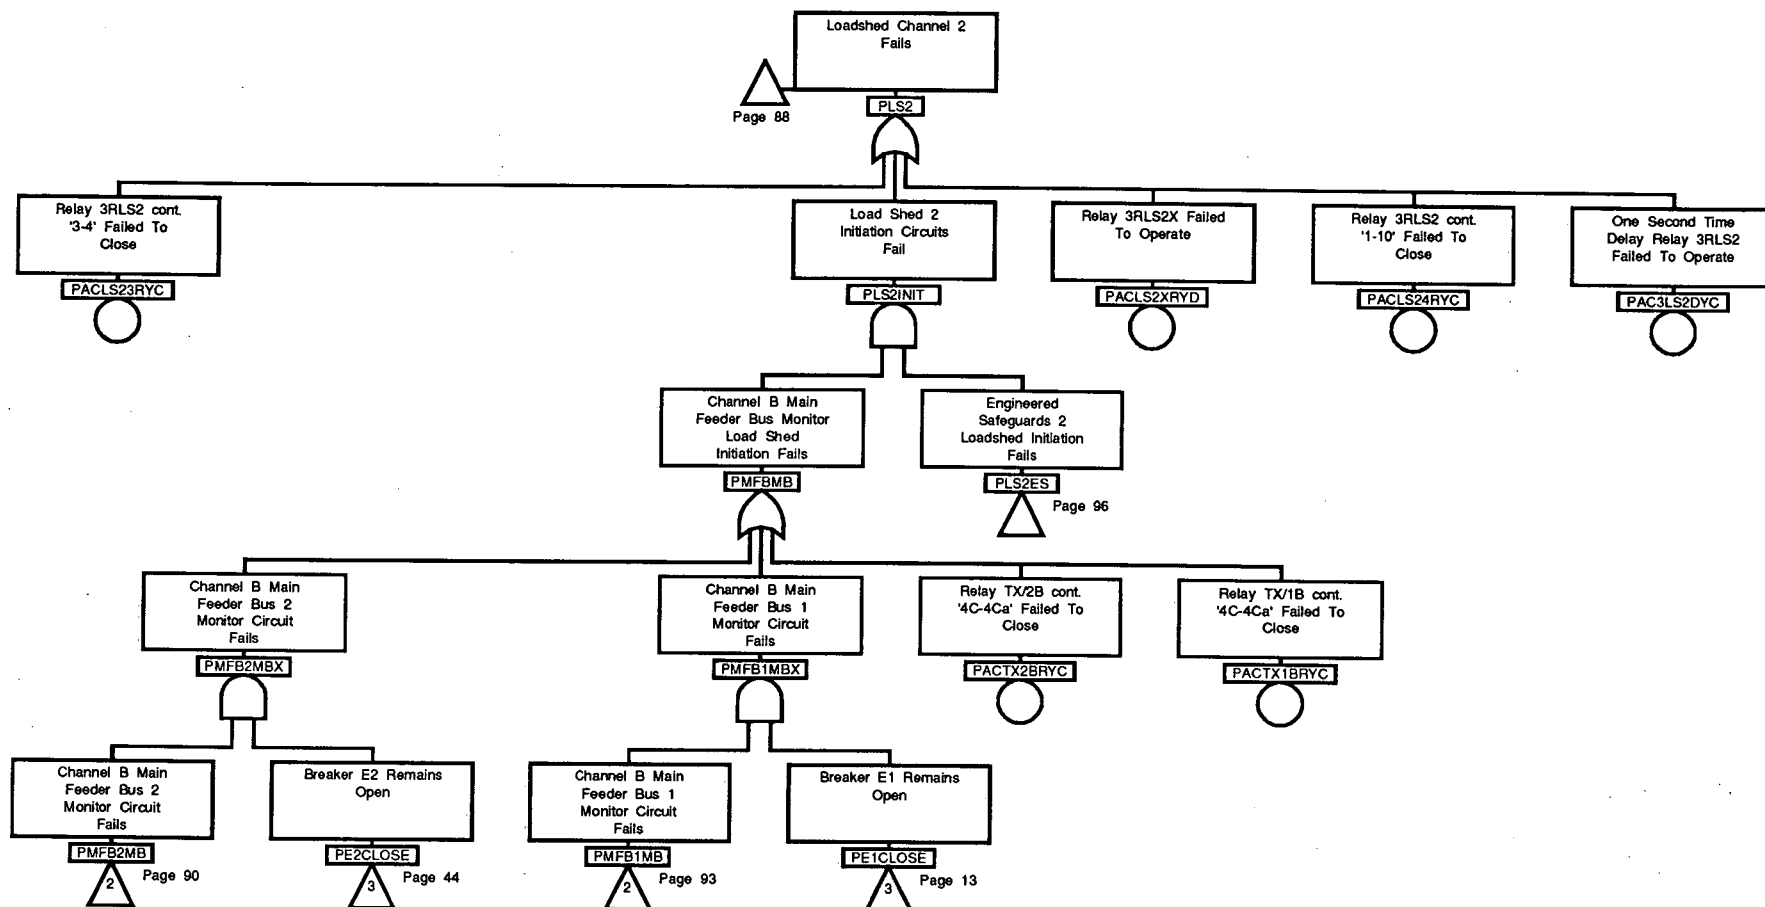 Loadshed Channel 2
Fails
Page 88
PLS2
Relay 3RLS2 cont.
'3-4' Failed To
Close
PACLS23RYC
Load Shed 2
Initiation Circuits
Fail
PLS2INIT
Relay 3RLS2X Failed
To Operate
PACLS2XRYD
Relay 3RLS2 cont.
'1-10' Failed To
Close
PACLS24RYC
One Second Time
Delay Relay 3RLS2
Failed To Operate
PAC3LS2DYC
Channel B Main
Feeder Bus Monitor
Load Shed
Initiation Fails
PMFBMB
Engineered
Safeguards 2
Loadshed Initiation
Fails
PLS2ES
Page 96
Channel B Main
Feeder Bus 2
Monitor Circuit
Fails
PMFB2MBX
Channel B Main
Feeder Bus 1
Monitor Circuit
Fails
PMFB1MBX
Relay TX/2B cont.
'4C-4Ca' Failed To
Close
PACTX2BRYC
Relay TX/1B cont.
'4C-4Ca' Failed To
Close
PACTX1BRYC
Channel B Main
Feeder Bus 2
Monitor Circuit
Fails
PMFB2MB
2
Page 90
Breaker E2 Remains
Open
PE2CLOSE
3
Page 44
Channel B Main
Feeder Bus 1
Monitor Circuit
Fails
PMFB1MB
2
Page 93
Breaker E1 Remains
Open
PE1CLOSE
3
Page 13